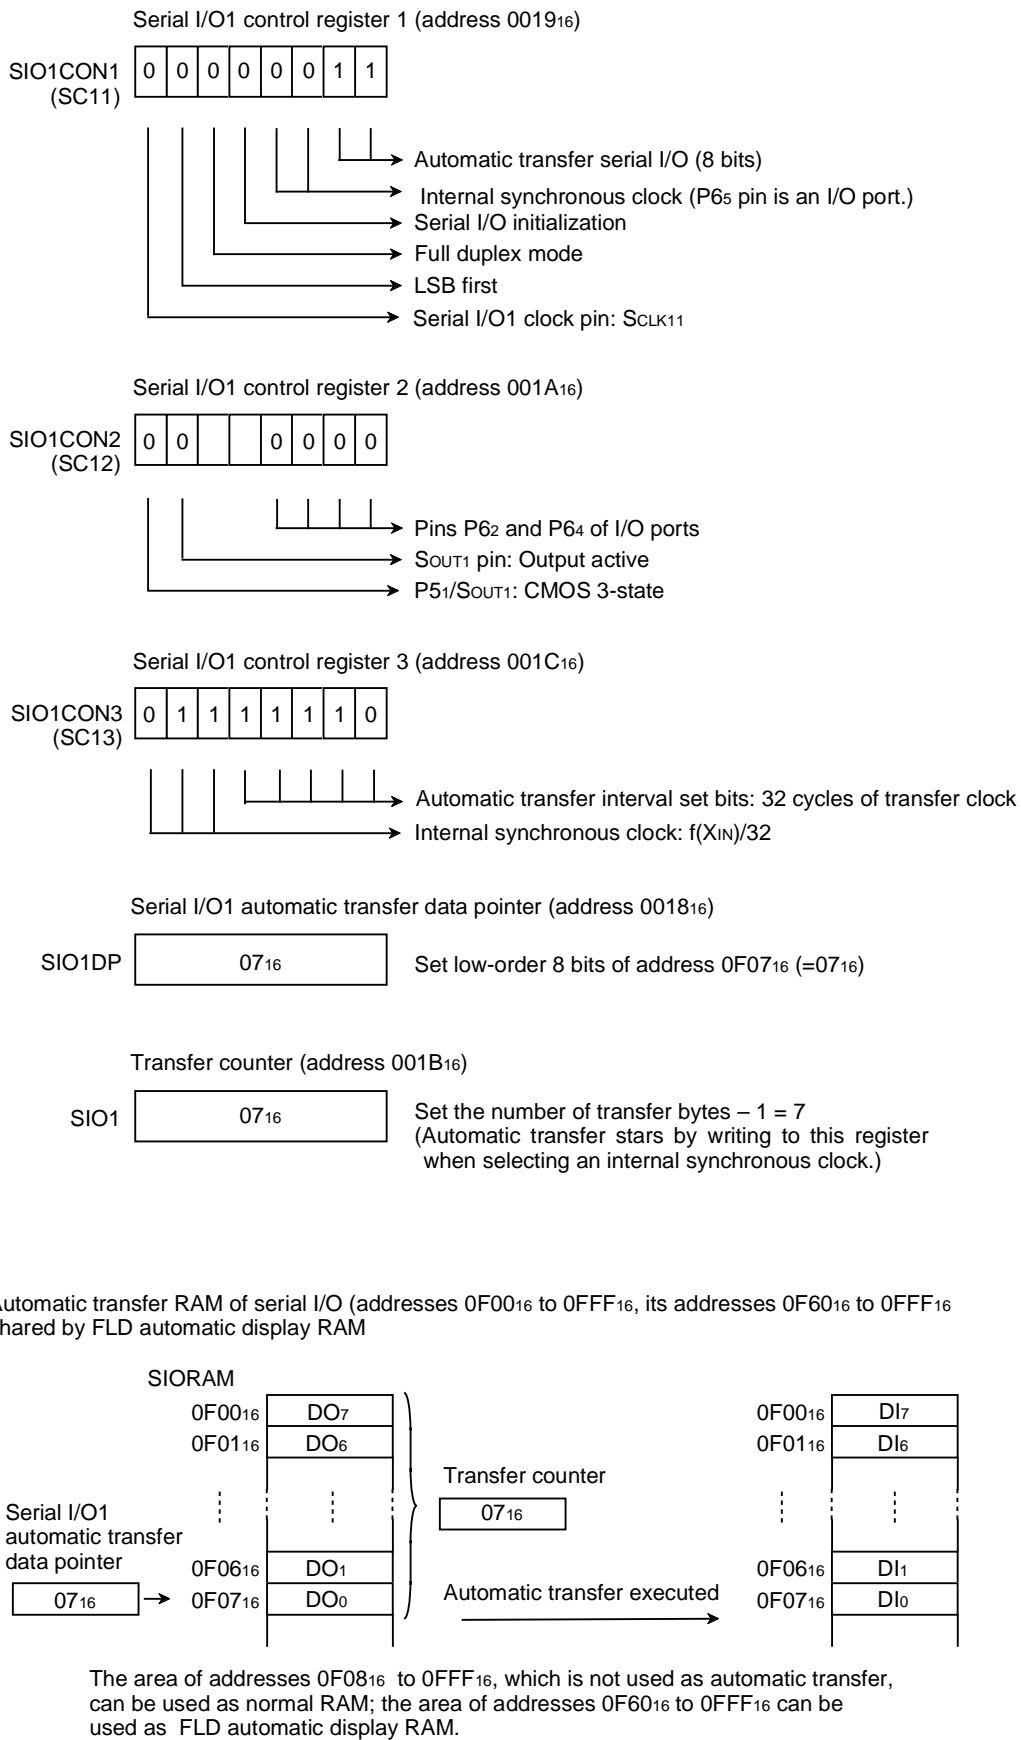 Serial I/O1 control register 1 (address 0019₁₆)
SIO1CON1 0 0 0 0 0 0 1 1
(SC11)
Automatic transfer serial I/O (8 bits)
Internal synchronous clock (P6₅ pin is an I/O port.)
Serial I/O initialization
Full duplex mode
LSB first
Serial I/O1 clock pin: SCLK11
Serial I/O1 control register 2 (address 001A₁₆)
SIO1CON2 0 0 0 0 0 0
(SC12)
Pins P6₂ and P6₄ of I/O ports
SOUT1 pin: Output active
P5₁/SOUT1: CMOS 3-state
Serial I/O1 control register 3 (address 001C₁₆)
SIO1CON3 0 1 1 1 1 1 1 0
(SC13)
Automatic transfer interval set bits: 32 cycles of transfer clock
Internal synchronous clock: f(XIN)/32
Serial I/O1 automatic transfer data pointer (address 0018₁₆)
SIO1DP 07₁₆ Set low-order 8 bits of address 0F07₁₆ (=07₁₆)
Transfer counter (address 001B₁₆)
SIO1 07₁₆ Set the number of transfer bytes – 1 = 7
(Automatic transfer stars by writing to this register
when selecting an internal synchronous clock.)
utomatic transfer RAM of serial I/O (addresses 0F00₁₆ to 0FFF₁₆, its addresses 0F60₁₆ to 0FFF₁₆
hared by FLD automatic display RAM
SIORAM
0F00₁₆ DO₇ 0F00₁₆ DI₇
0F01₁₆ DO₆ 0F01₁₆ DI₆
Transfer counter
07₁₆
Serial I/O1
automatic transfer
data pointer
0F06₁₆ DO₁ 0F06₁₆ DI₁
07₁₆ 0F07₁₆ DO₀ Automatic transfer executed 0F07₁₆ DI₀
The area of addresses 0F08₁₆ to 0FFF₁₆, which is not used as automatic transfer,
can be used as normal RAM; the area of addresses 0F60₁₆ to 0FFF₁₆ can be
used as FLD automatic display RAM.